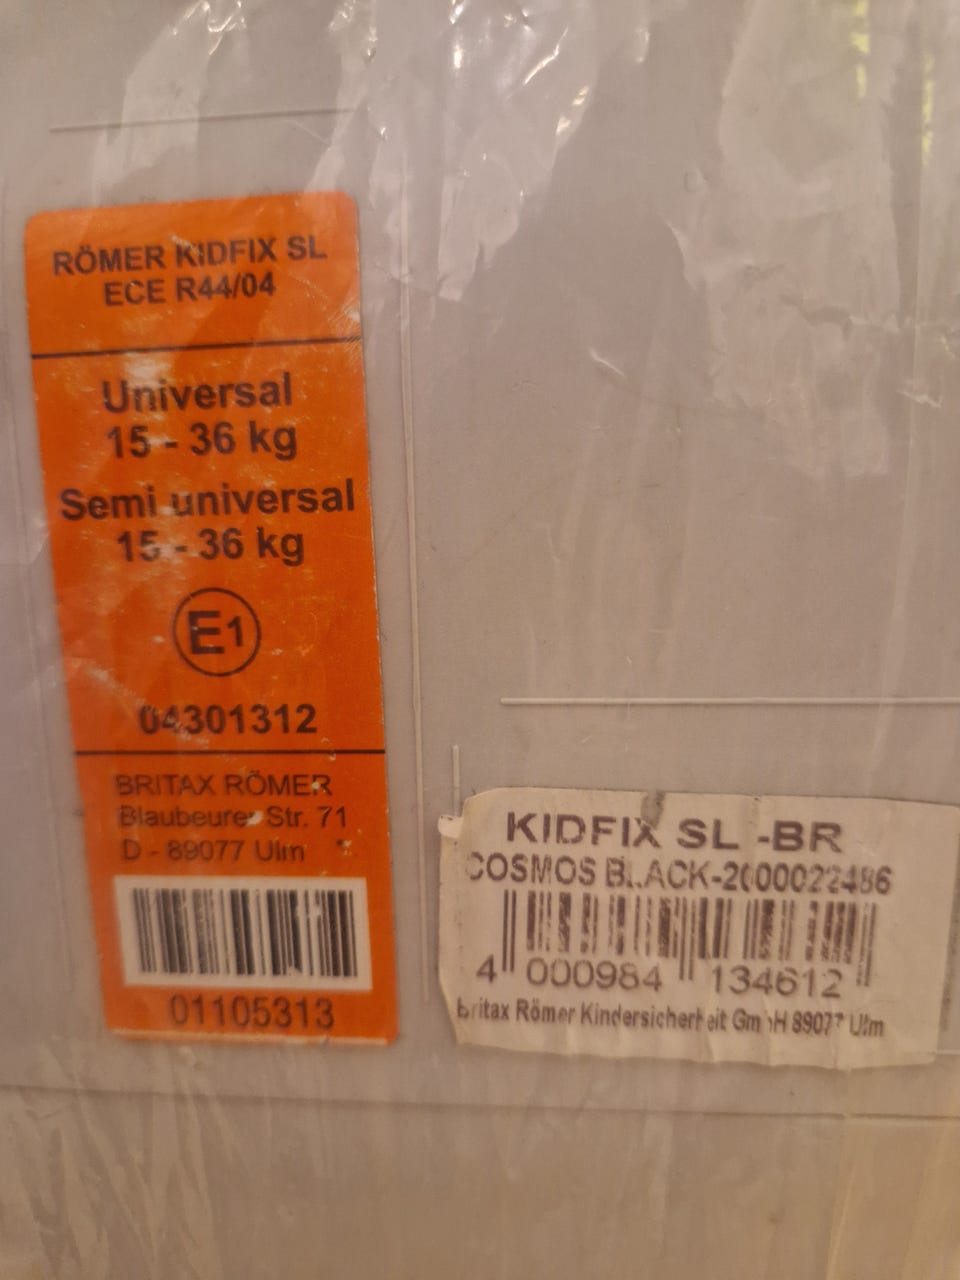 RÖMER KIDFIX SL
ECE R44/04
Universal
15 - 36 kg
Semi universal
15 - 36 kg
E1
04301312
BRITAX RÖMER
Blaubeurer Str. 71
D - 89077 Ulm
01105313
KIDFIX SL -BR
COSMOS BLACK-2000022486
4 000984 134612
Britax Römer Kindersicherheit GmbH 89077 Ulm